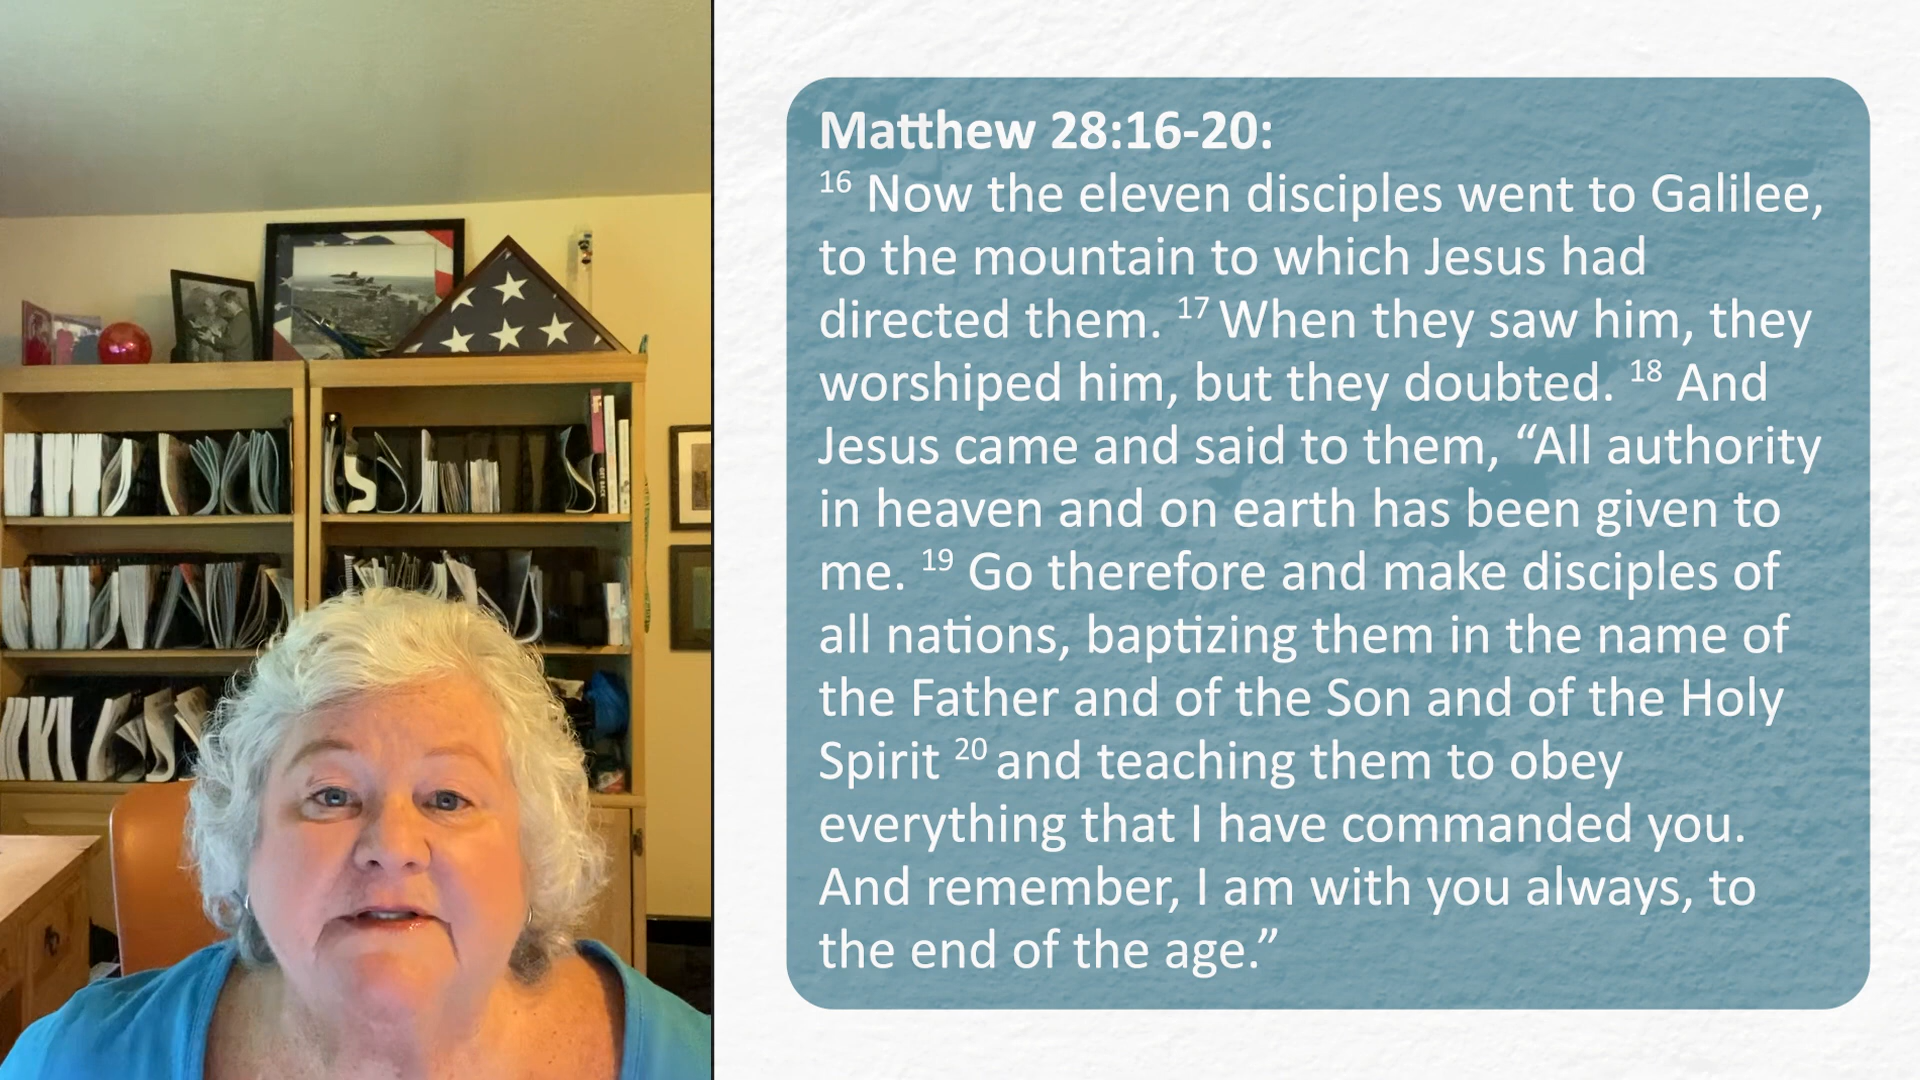 Matthew 28:16-20:
16 Now the eleven disciples went to Galilee,
to the mountain to which Jesus had
directed them. 17 When they saw him, they
worshiped him, but they doubted. 18 And
Jesus came and said to them, “All authority
in heaven and on earth has been given to
me. 19 Go therefore and make disciples of
all nations, baptizing them in the name of
the Father and of the Son and of the Holy
Spirit 20 and teaching them to obey
everything that I have commanded you.
And remember, I am with you always, to
the end of the age.”
GET BACK